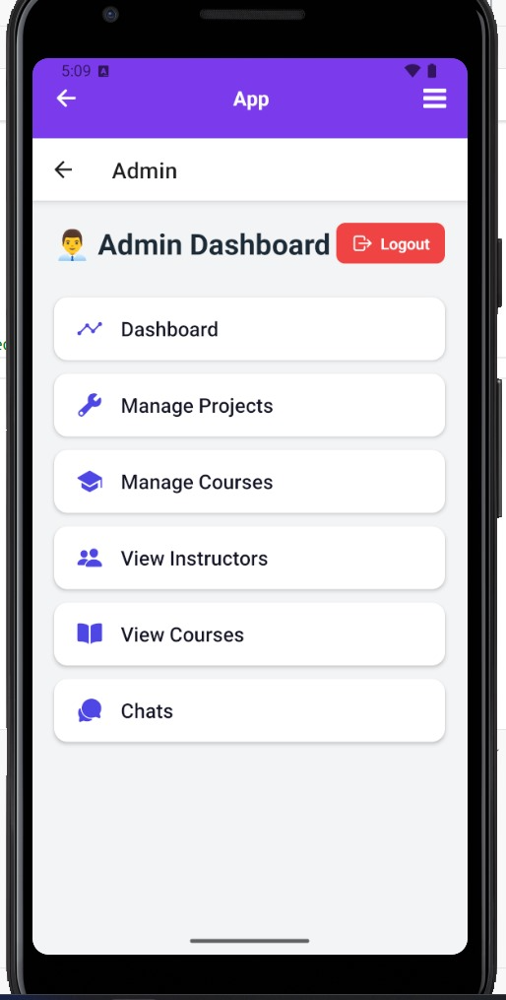 5:09 A
App
Admin
Admin Dashboard Logout
Dashboard
Manage Projects
Manage Courses
View Instructors
View Courses
Chats